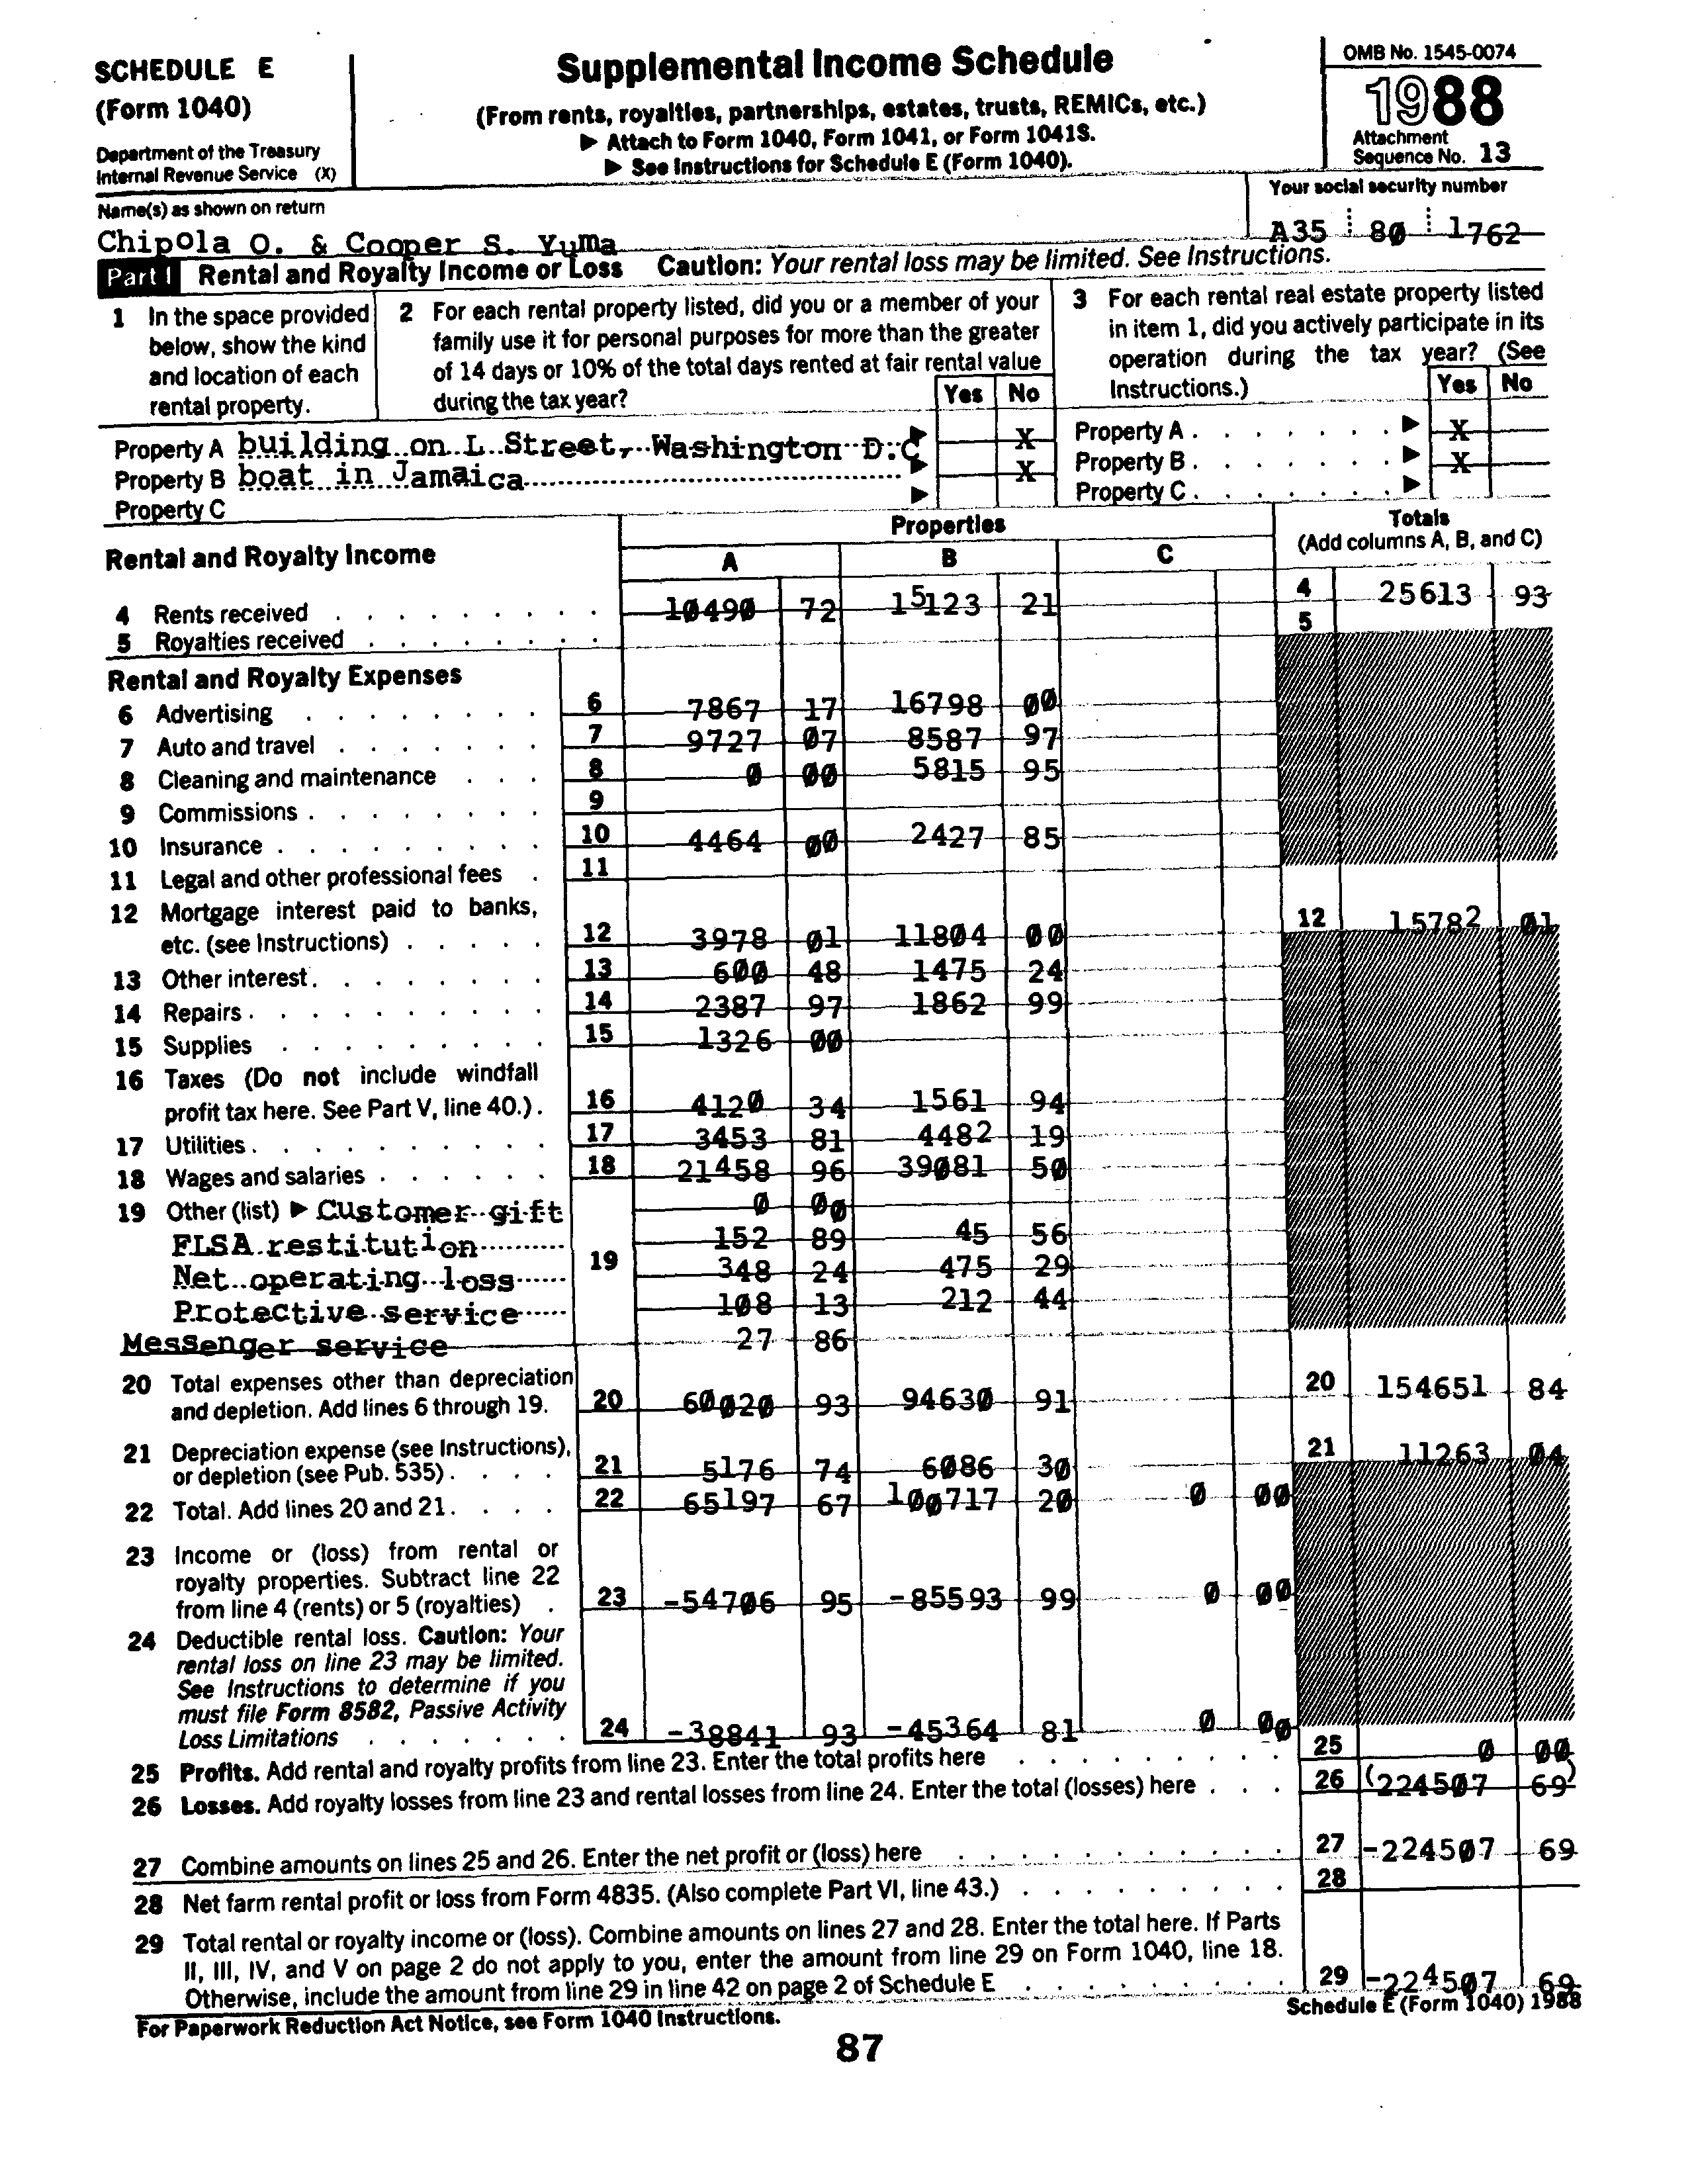 SCHEDULE E
(Form 1040)
Department of the Treasury
Internal Revenue Service (X)
Supplemental Income Schedule
(From rents, royalties, partnerships, estates, trusts, REMICs, etc.)
▶ Attach to Form 1040, Form 1041, or Form 1041S.
▶ See Instructions for Schedule E (Form 1040).
OMB No. 1545-0074
1988
Attachment
Sequence No. 13
Name(s) as shown on return
Chipola O. & Cooper S. Yuma
Your social security number
A35 80 1762
Part I Rental and Royalty Income or Loss Caution: Your rental loss may be limited. See Instructions.
1 In the space provided
below, show the kind
and location of each
rental property.
2 For each rental property listed, did you or a member of your
family use it for personal purposes for more than the greater
of 14 days or 10% of the total days rented at fair rental value
during the tax year?
Yes No
3 For each rental real estate property listed
in item 1, did you actively participate in its
operation during the tax year? (See
Instructions.)
Yes No
Property A building on L Street, Washington D.C ▶ X Property A . . . . . . . ▶ X
Property B boat in Jamaica ▶ X Property B . . . . . . . ▶ X
Property C ▶ Property C . . . . . . . ▶
Rental and Royalty Income
Properties
A B C
Totals
(Add columns A, B, and C)
4 Rents received . . . . . . . . . 10490 72 15123 21 4 25613 93
5 Royalties received . . . . . . . . 5
Rental and Royalty Expenses
6 Advertising . . . . . . . . 6 7867 17 16798 00
7 Auto and travel . . . . . . . 7 9727 07 8587 97
8 Cleaning and maintenance . . . 8 0 00 5815 95
9 Commissions . . . . . . . . 9
10 Insurance . . . . . . . . . 10 4464 00 2427 85
11 Legal and other professional fees . 11
12 Mortgage interest paid to banks,
etc. (see Instructions) . . . . . 12 3978 01 11804 00 12 15782 01
13 Other interest . . . . . . . . 13 600 48 1475 24
14 Repairs . . . . . . . . . . 14 2387 97 1862 99
15 Supplies . . . . . . . . . 15 1326 00
16 Taxes (Do not include windfall
profit tax here. See Part V, line 40.) . 16 4120 34 1561 94
17 Utilities . . . . . . . . . . 17 3453 81 4482 19
18 Wages and salaries . . . . . . 18 21458 96 39081 50
19 Other (list) ▶ Customer gift 0 00
FLSA restitution 152 89 45 56
Net operating loss 19 348 24 475 29
Protective service 108 13 212 44
Messenger service 27 86
20 Total expenses other than depreciation
and depletion. Add lines 6 through 19. 20 60020 93 94630 91 20 154651 84
21 Depreciation expense (see Instructions),
or depletion (see Pub. 535) . . . . 21 5176 74 6086 30 21 11263 04
22 Total. Add lines 20 and 21 . . . . 22 65197 67 100717 20 0 00
23 Income or (loss) from rental or
royalty properties. Subtract line 22
from line 4 (rents) or 5 (royalties) . 23 -54706 95 -85593 99 0 00
24 Deductible rental loss. Caution: Your
rental loss on line 23 may be limited.
See Instructions to determine if you
must file Form 8582, Passive Activity
Loss Limitations . . . . . . . 24 -38841 93 -45364 81 0 00
25 Profits. Add rental and royalty profits from line 23. Enter the total profits here . . . . . . . . . 25 0 00
26 Losses. Add royalty losses from line 23 and rental losses from line 24. Enter the total (losses) here . . . 26 (224507 69)
27 Combine amounts on lines 25 and 26. Enter the net profit or (loss) here . . . . . . . . . . . 27 -224507 69
28 Net farm rental profit or loss from Form 4835. (Also complete Part VI, line 43.) . . . . . . . . . 28
29 Total rental or royalty income or (loss). Combine amounts on lines 27 and 28. Enter the total here. If Parts
II, III, IV, and V on page 2 do not apply to you, enter the amount from line 29 on Form 1040, line 18.
Otherwise, include the amount from line 29 in line 42 on page 2 of Schedule E . . . . . . . . . 29 -224507 69
For Paperwork Reduction Act Notice, see Form 1040 Instructions.
Schedule E (Form 1040) 1988
87